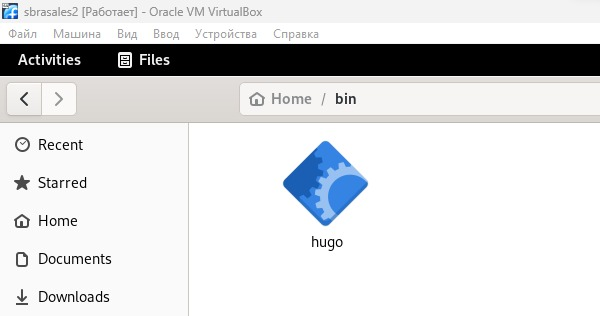 sbrasales2 [Работает] - Oracle VM VirtualBox
Файл Машина Вид Ввод Устройства Справка
Activities Files
Home / bin
Recent
Starred
Home
Documents
Downloads
hugo